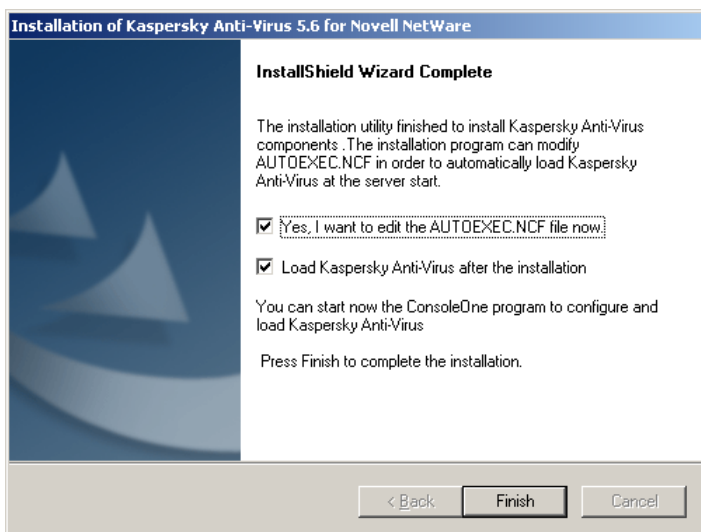 Installation of Kaspersky Anti-Virus 5.6 for Novell NetWare
InstallShield Wizard Complete
The installation utility finished to install Kaspersky Anti-Virus
components .The installation program can modify
AUTOEXEC.NCF in order to automatically load Kaspersky
Anti-Virus at the server start.
Yes, I want to edit the AUTOEXEC.NCF file now.
Load Kaspersky Anti-Virus after the installation
You can start now the ConsoleOne program to configure and
load Kaspersky Anti-Virus
Press Finish to complete the installation.
< Back Finish Cancel